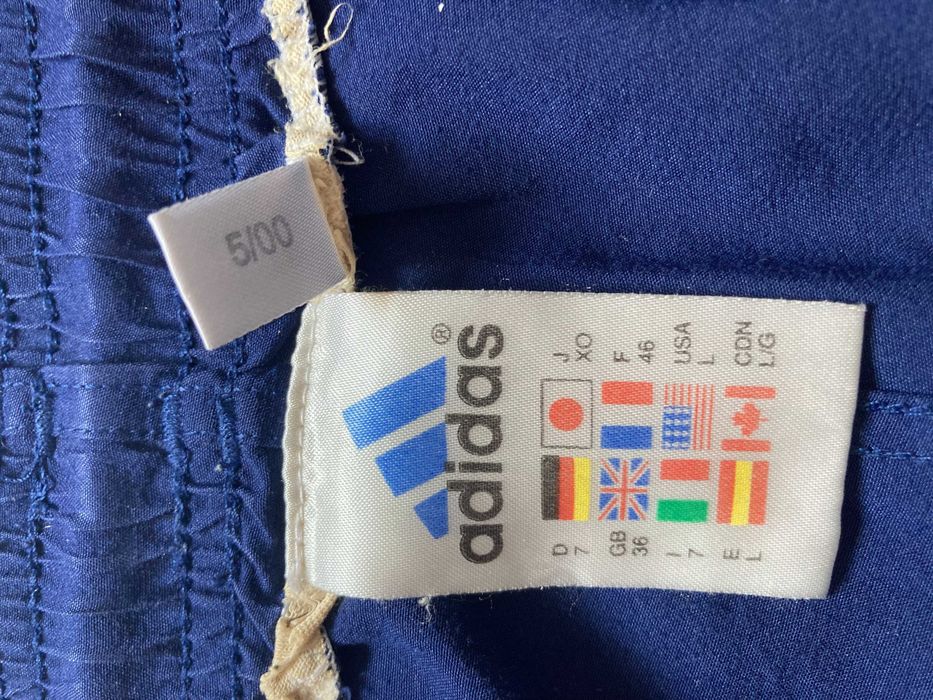 5/00
adidas®
D J
7 XO
GB F
36 46
I USA
7 L
E CDN
L L/G